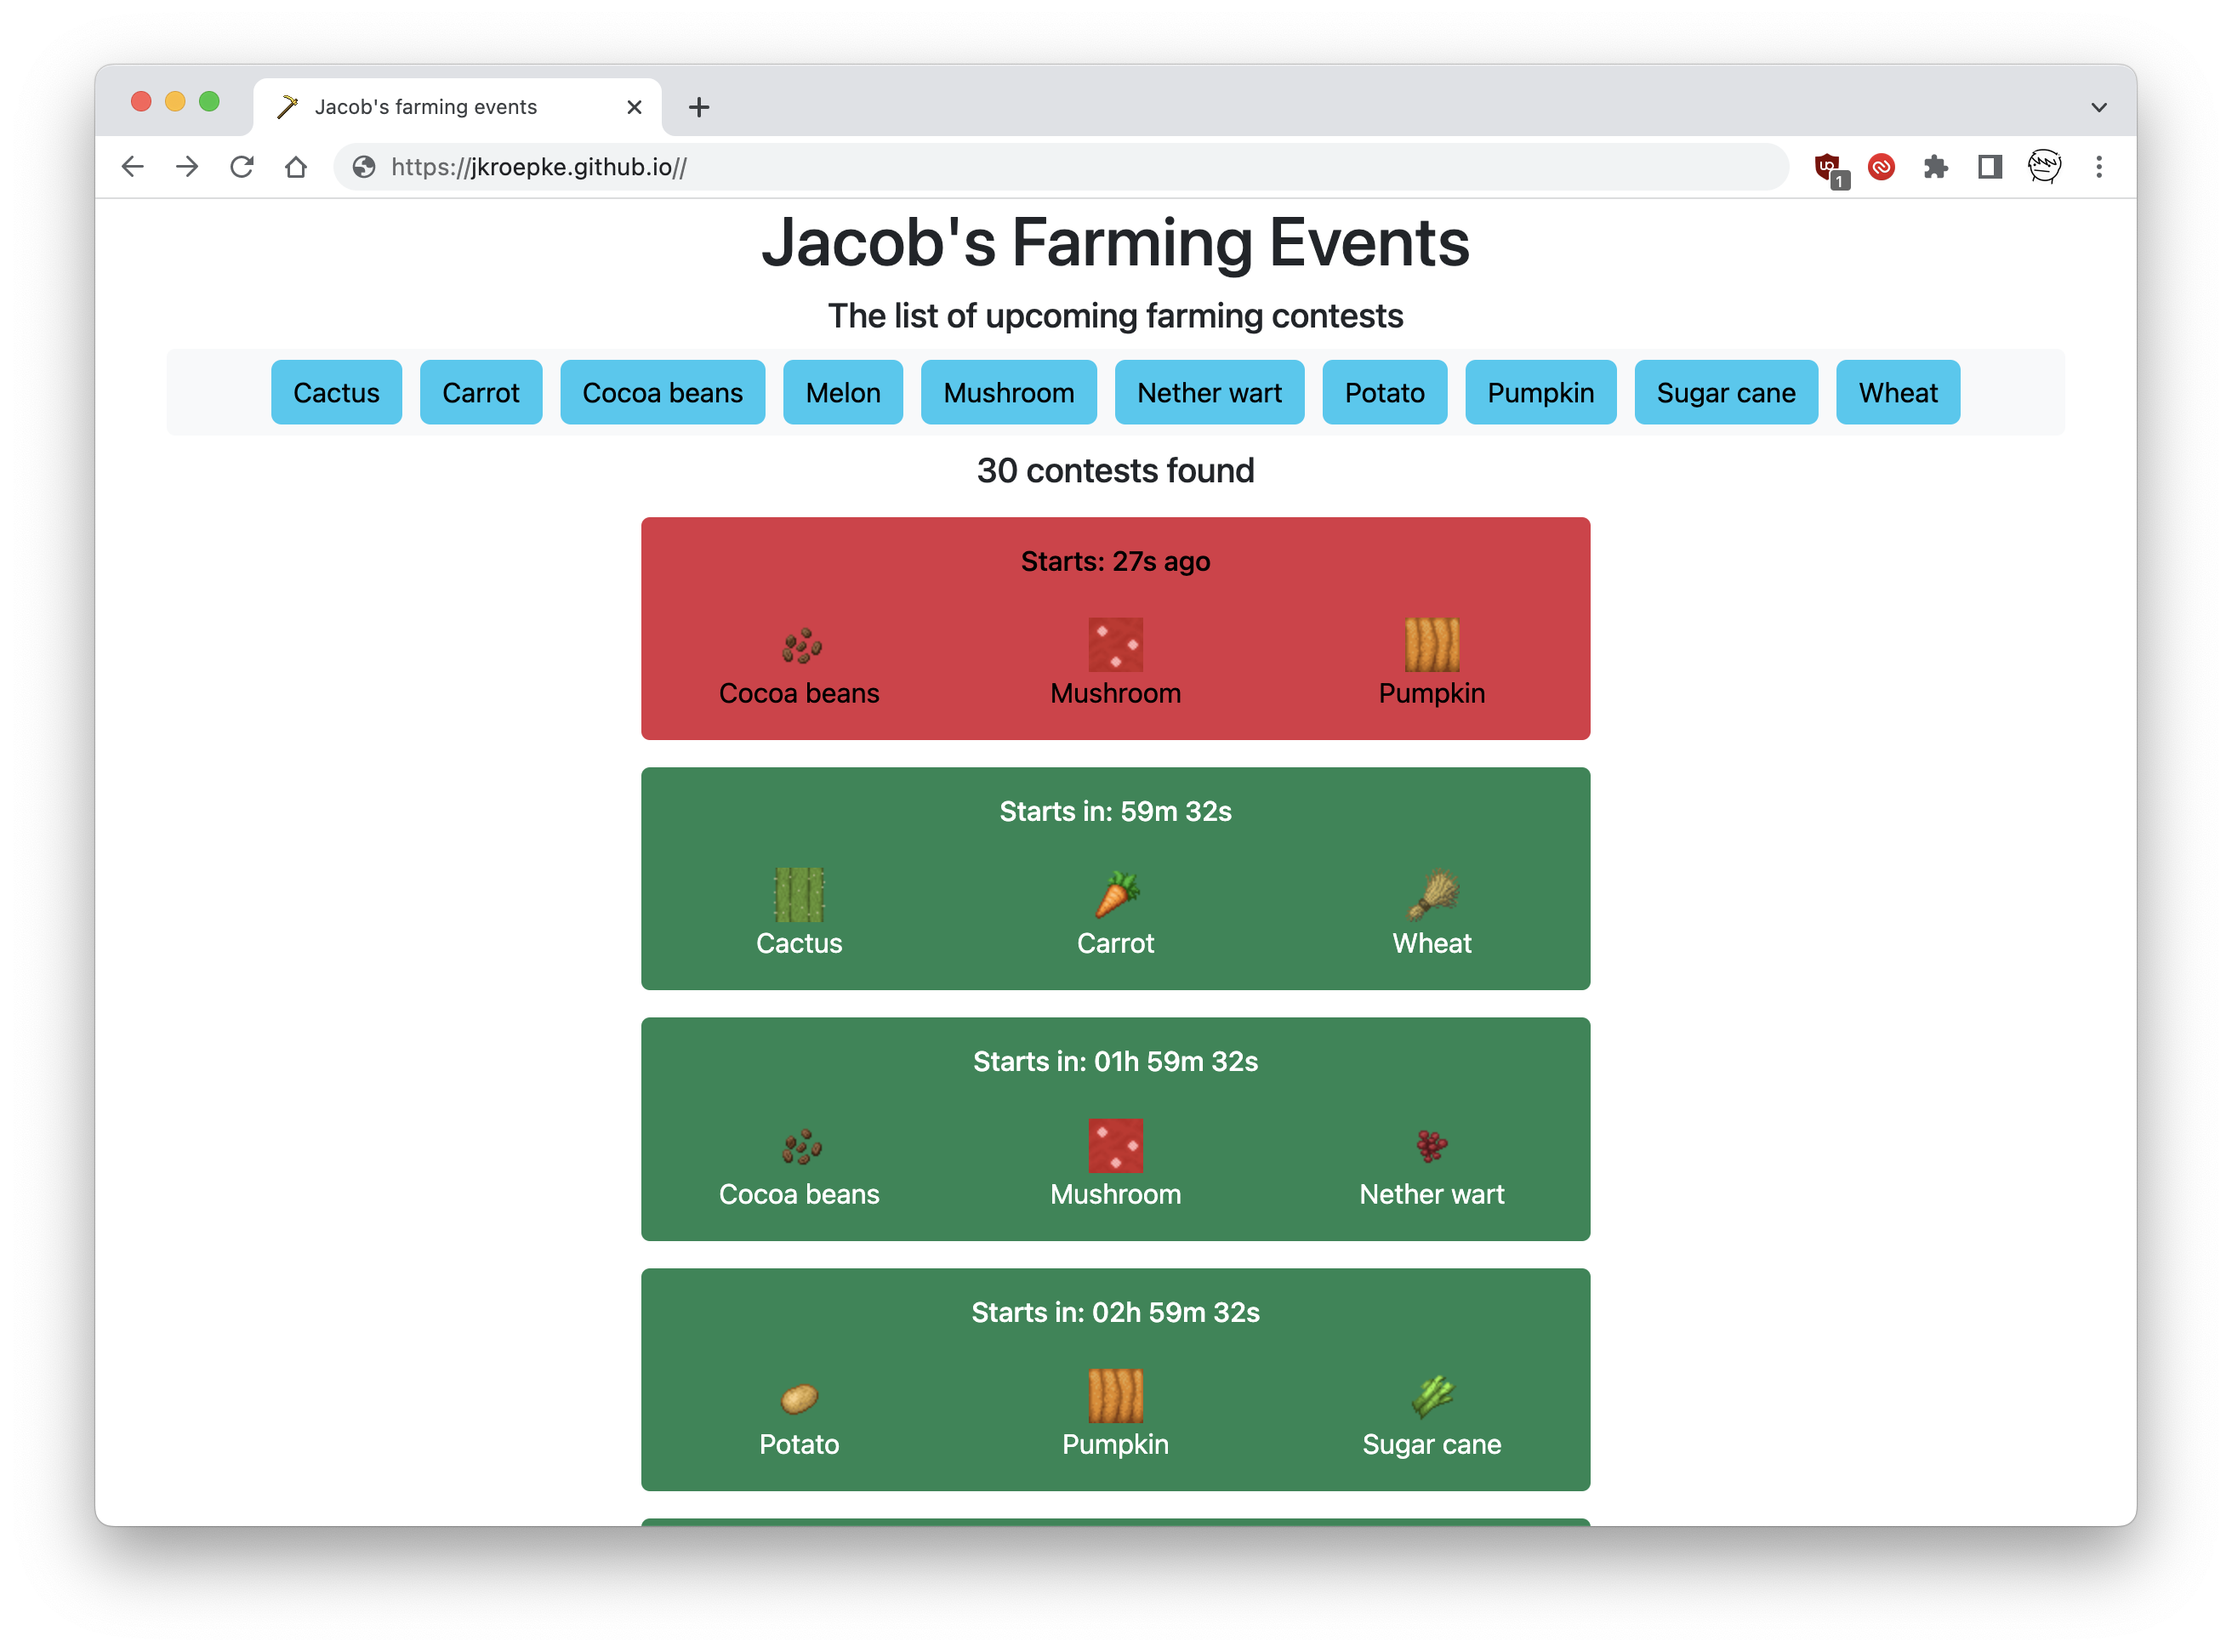 Jacob's farming events
https://jkroepke.github.io//
1
Jacob's Farming Events
The list of upcoming farming contests
Cactus Carrot Cocoa beans Melon Mushroom Nether wart Potato Pumpkin Sugar cane Wheat
30 contests found
Starts: 27s ago
Cocoa beans Mushroom Pumpkin
Starts in: 59m 32s
Cactus Carrot Wheat
Starts in: 01h 59m 32s
Cocoa beans Mushroom Nether wart
Starts in: 02h 59m 32s
Potato Pumpkin Sugar cane